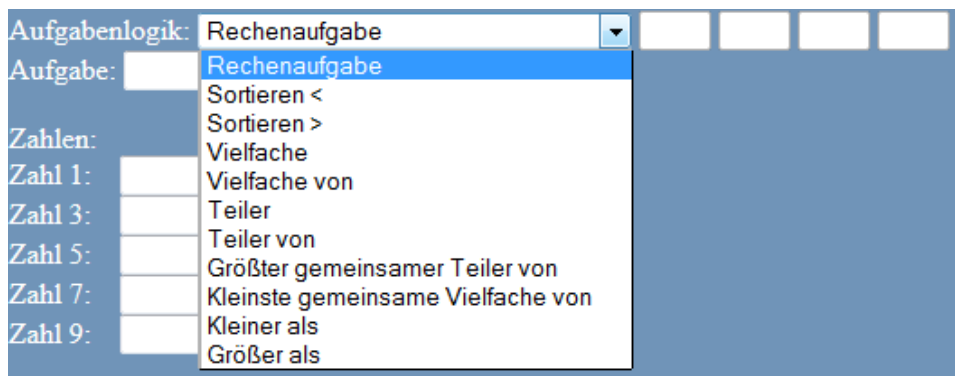 Aufgabenlogik: Rechenaufgabe
Aufgabe: Rechenaufgabe
Sortieren <
Sortieren >
Zahlen:
Vielfache
Zahl 1: Vielfache von
Zahl 3: Teiler
Teiler von
Zahl 5:
Größter gemeinsamer Teiler von
Zahl 7: Kleinste gemeinsame Vielfache von
Zahl 9: Kleiner als
Größer als